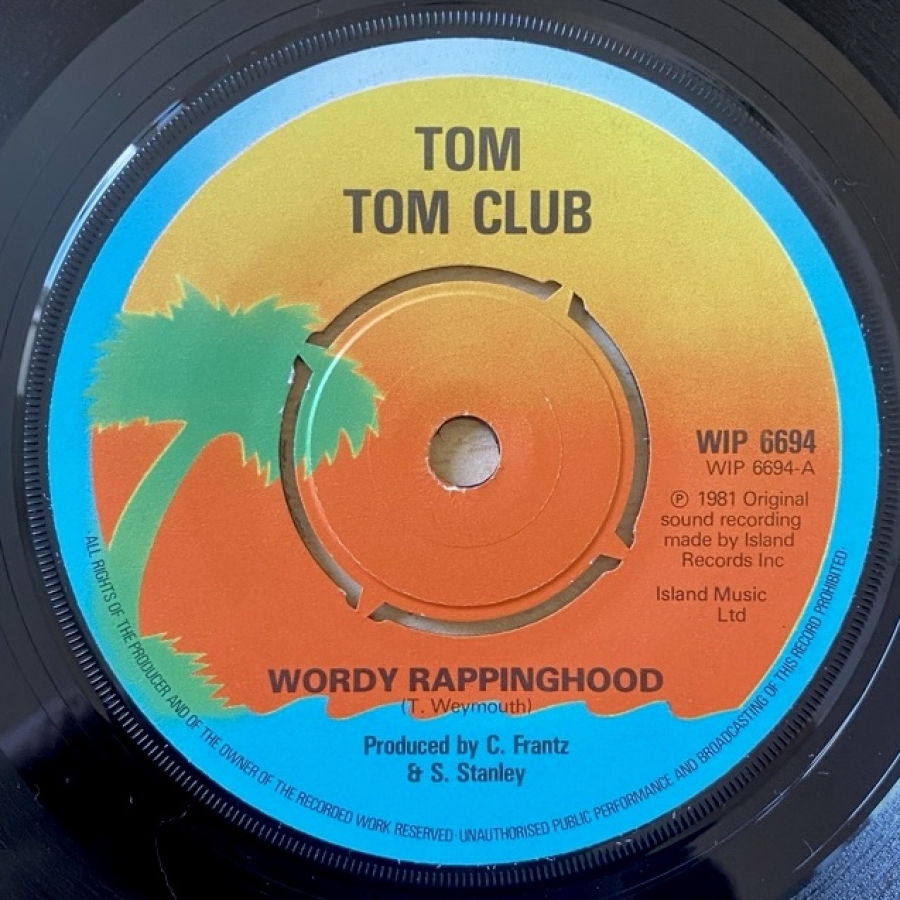 TOM
TOM CLUB
WIP 6694
WIP 6694-A
℗ 1981 Original
sound recording
made by Island
Records Inc
Island Music
Ltd
WORDY RAPPINGHOOD
(T. Weymouth)
Produced by C. Frantz
& S. Stanley
ALL RIGHTS OF THE PRODUCER AND OF THE OWNER OF THE RECORDED WORK RESERVED · UNAUTHORISED PUBLIC PERFORMANCE AND BROADCASTING OF THIS RECORD PROHIBITED